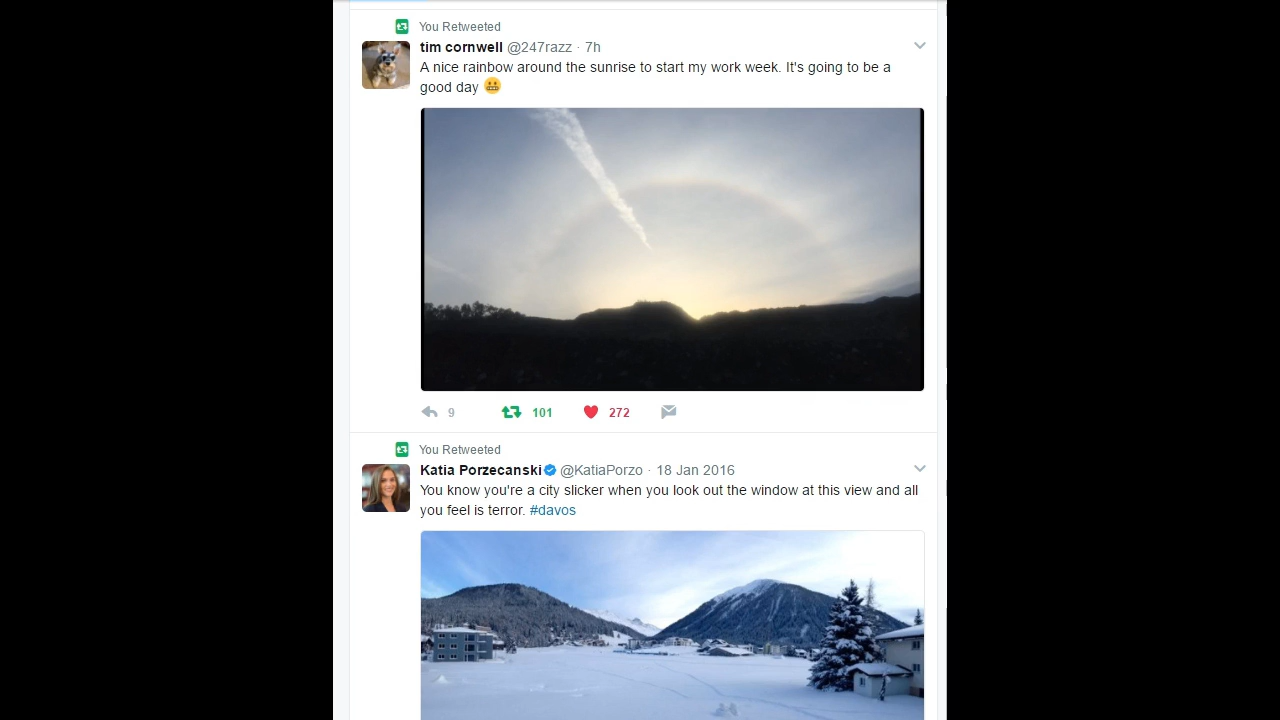 You Retweeted
tim cornwell @247razz · 7h
A nice rainbow around the sunrise to start my work week. It's going to be a
good day 😬
9 101 272
You Retweeted
Katia Porzecanski @KatiaPorzo · 18 Jan 2016
You know you're a city slicker when you look out the window at this view and all
you feel is terror. #davos